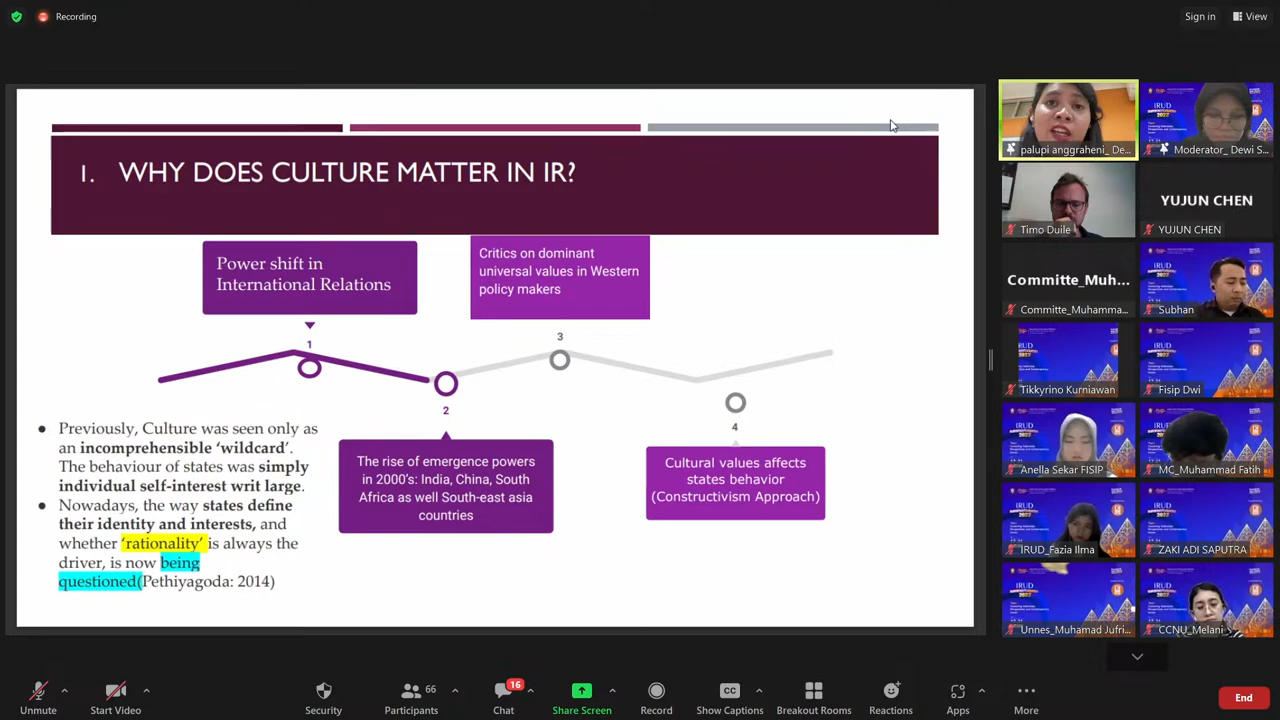 Recording
Sign in
View
I. WHY DOES CULTURE MATTER IN IR?
Power shift in
International Relations
Critics on dominant
universal values in Western
policy makers
1
3
2
4
The rise of emergence powers
in 2000's: India, China, South
Africa as well South-east asia
countries
Cultural values affects
states behavior
(Constructivism Approach)
● Previously, Culture was seen only as
an incomprehensible ‘wildcard’.
The behaviour of states was simply
individual self-interest writ large.
● Nowadays, the way states define
their identity and interests, and
whether ‘rationality’ is always the
driver, is now being
questioned(Pethiyagoda: 2014)
palupi anggraheni_ De...
IRUD
Moderator_ Dewi S...
Timo Duile
YUJUN CHEN
YUJUN CHEN
Committe_Muh...
Committe_Muhamma...
Subhan
Tikkyrino Kurniawan
IRUD
Fisip Dwi
Anella Sekar FISIP
MC_Muhammad Fatih
IRUD_Fazia Ilma
IRUD
ZAKI ADI SAPUTRA
IRUD
Unnes_Muhamad Jufri...
IRUD
CCNU_Melani
Unmute
Start Video
Security
66
Participants
16
Chat
Share Screen
Record
CC
Show Captions
Breakout Rooms
Reactions
Apps
More
End